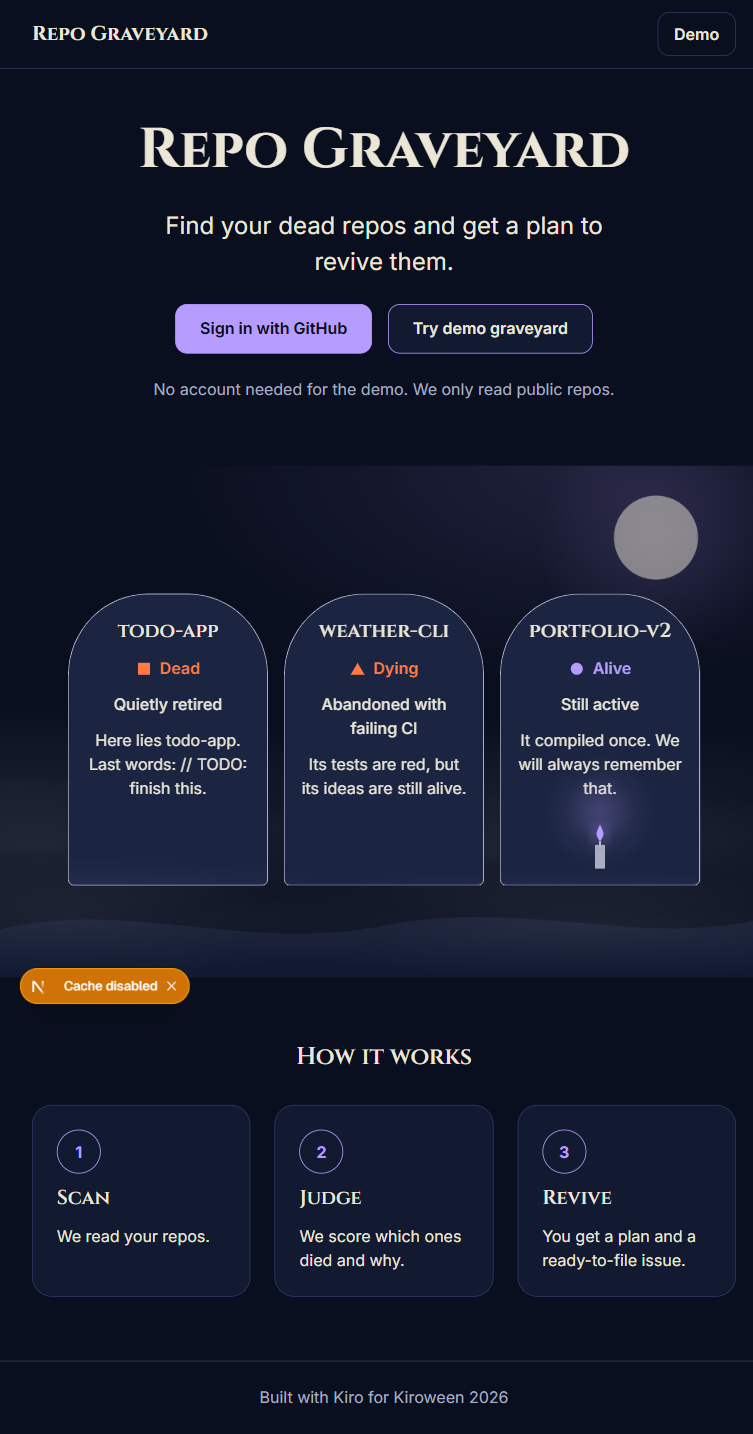 Repo Graveyard
Demo
Repo Graveyard
Find your dead repos and get a plan to
revive them.
Sign in with GitHub
Try demo graveyard
No account needed for the demo. We only read public repos.
todo-app
Dead
Quietly retired
Here lies todo-app.
Last words: // TODO:
finish this.
weather-cli
Dying
Abandoned with
failing CI
Its tests are red, but
its ideas are still alive.
portfolio-v2
Alive
Still active
It compiled once. We
will always remember
that.
N Cache disabled ×
How it works
1
Scan
We read your repos.
2
Judge
We score which ones
died and why.
3
Revive
You get a plan and a
ready-to-file issue.
Built with Kiro for Kiroween 2026